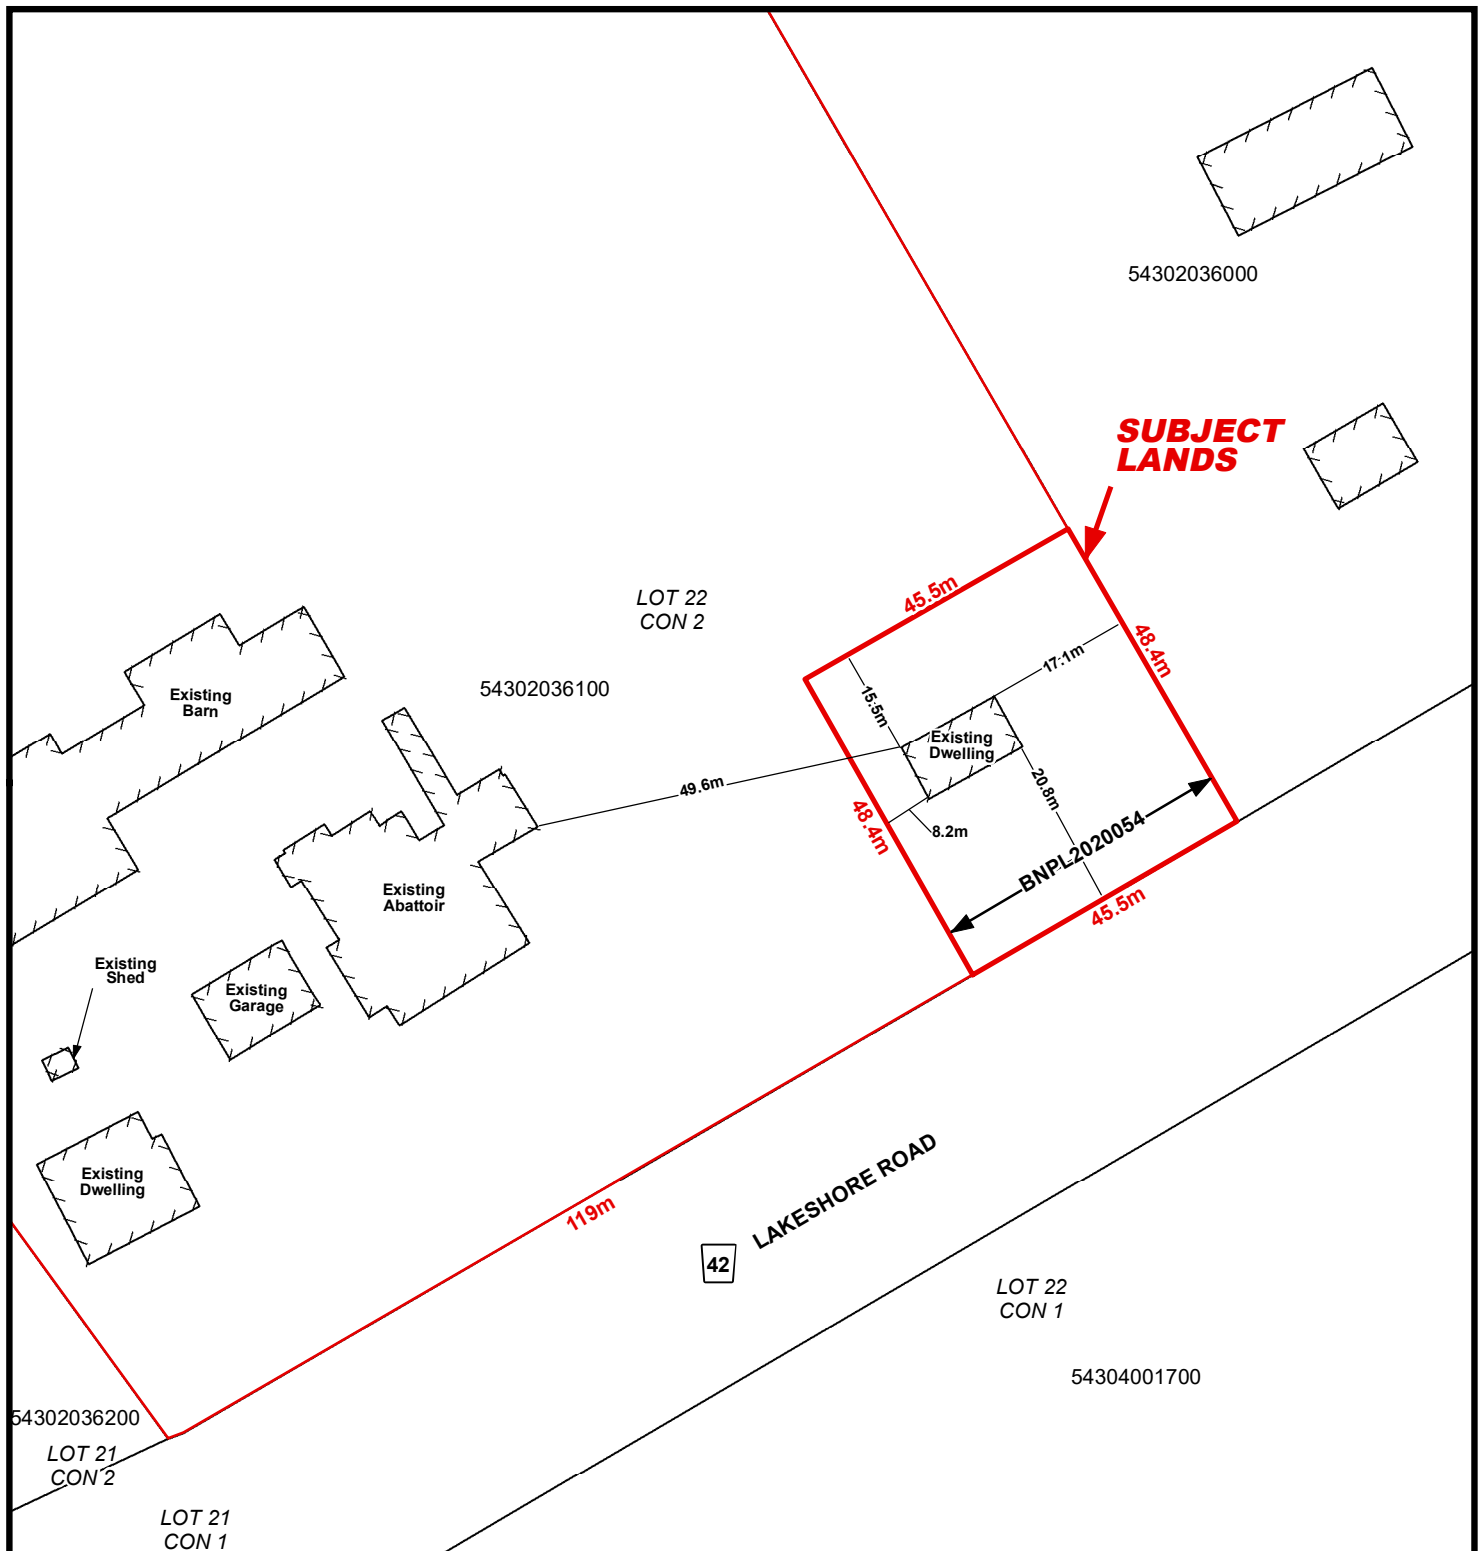 54302036000
SUBJECT
LANDS
45.5m
LOT 22
CON 2
48.4m
17.1m
54302036100
15.5m
Existing
Barn
Existing
Dwelling
49.6m
20.8m
48.4m
8.2m
BNPL2020054
Existing
Abattoir
45.5m
Existing
Shed
Existing
Garage
LAKESHORE ROAD
Existing
Dwelling
119m
42
LOT 22
CON 1
54304001700
54302036200
LOT 21
CON 2
LOT 21
CON 1